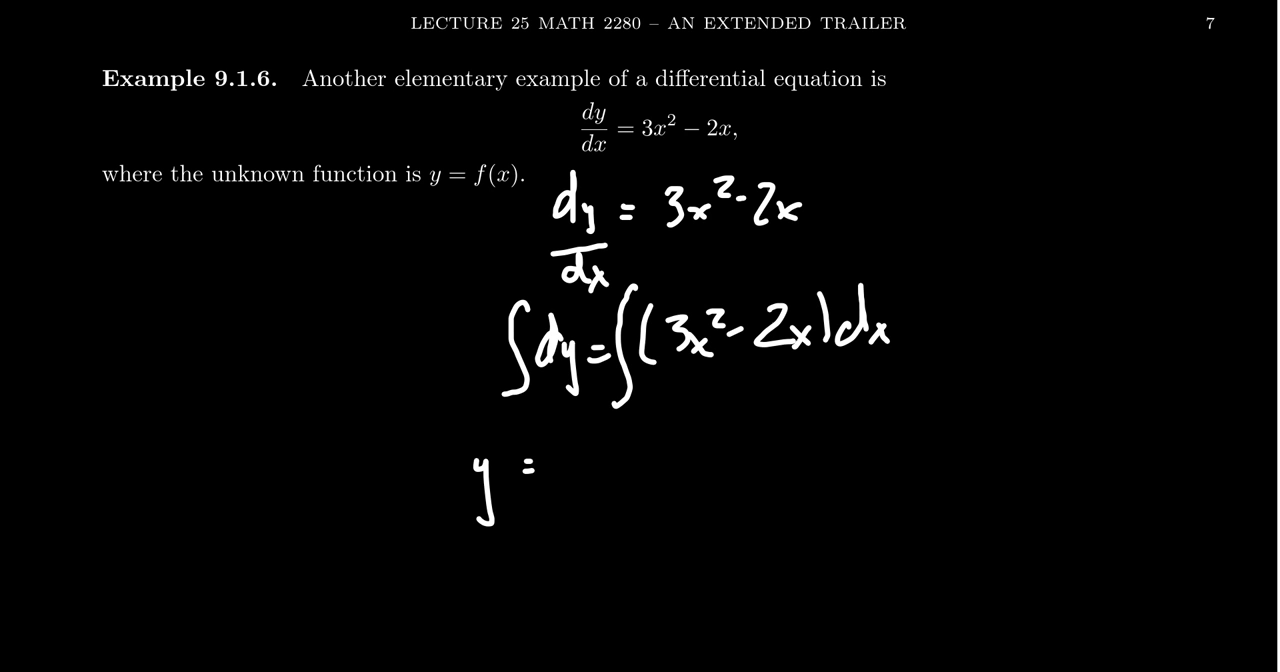 LECTURE 25 MATH 2280 – AN EXTENDED TRAILER 7
Example 9.1.6. Another elementary example of a differential equation is
dy/dx = 3x² − 2x,
where the unknown function is y = f(x).
dy/dx = 3x² - 2x
∫dy = ∫(3x² - 2x)dx
y =